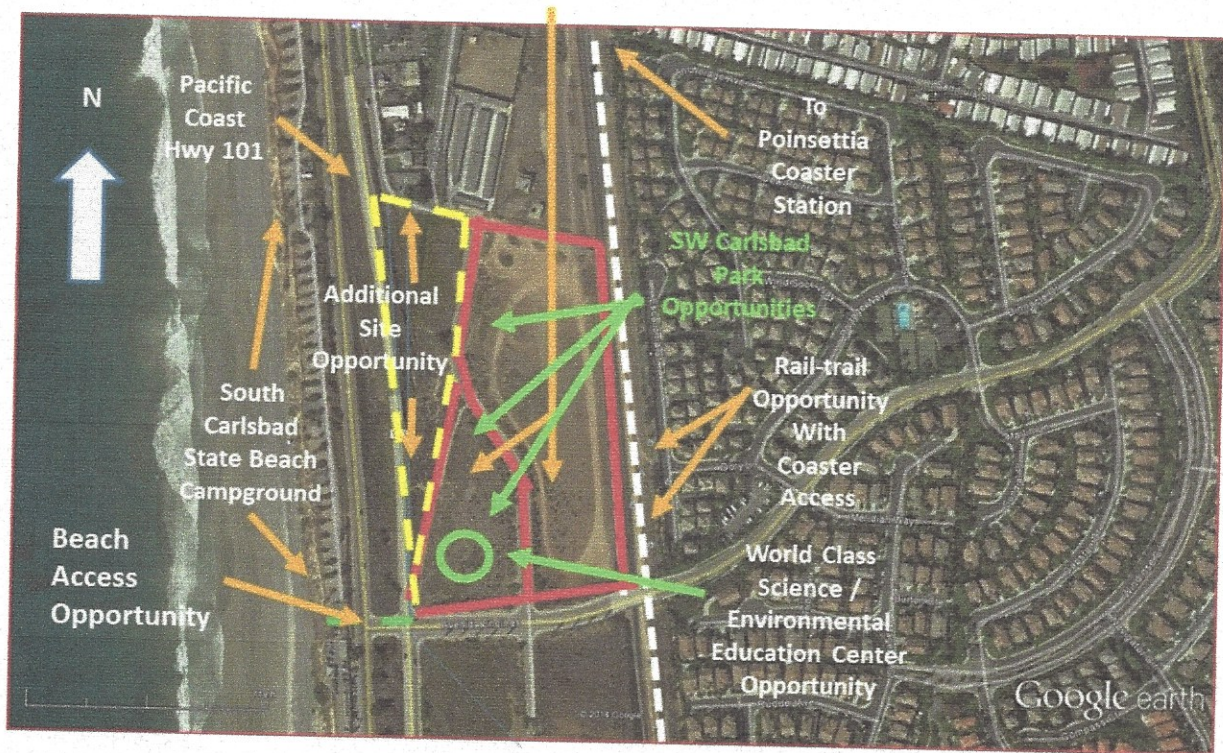 N
Pacific
Coast
Hwy 101
To
Poinsettia
Coaster
Station
SW Carlsbad
Park
Opportunities
Additional
Site
Opportunity
South
Carlsbad
State Beach
Campground
Rail-trail
Opportunity
With
Coaster
Access
Beach
Access
Opportunity
World Class
Science /
Environmental
Education Center
Opportunity
Google earth
© 2014 Google